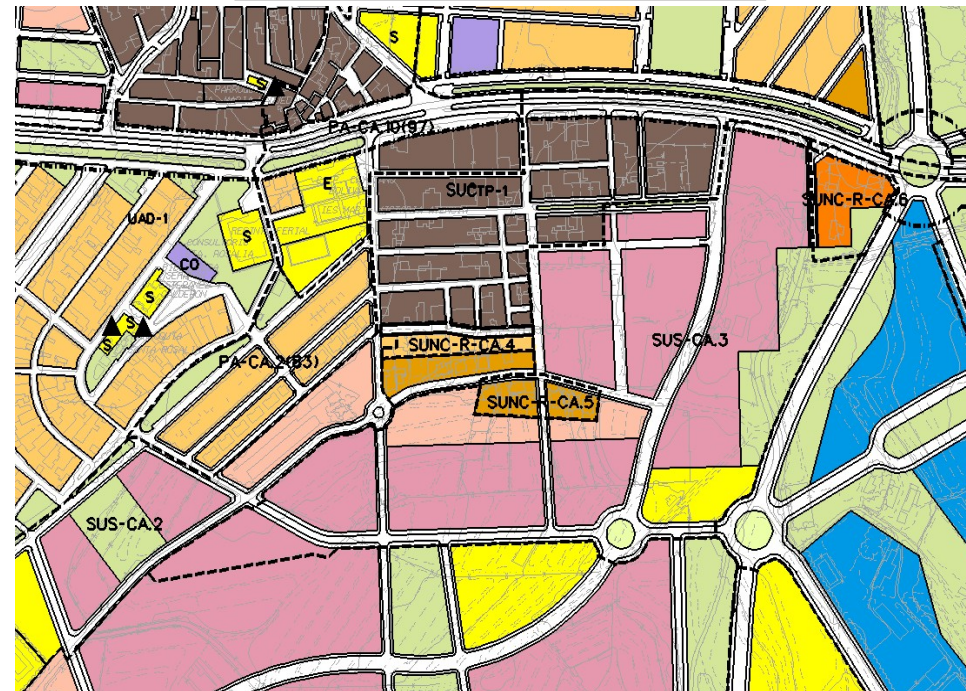 S
S
PARROQUIA
PA-CA.10(97)
E
SUCTP-1
UAD-1
SUNC-R-CA.6
S
CO
S
S
S
SUNC-R-CA.4
SUS-CA.3
PA-CA.2(83)
SUNC-R-CA.5
SUS-CA.2